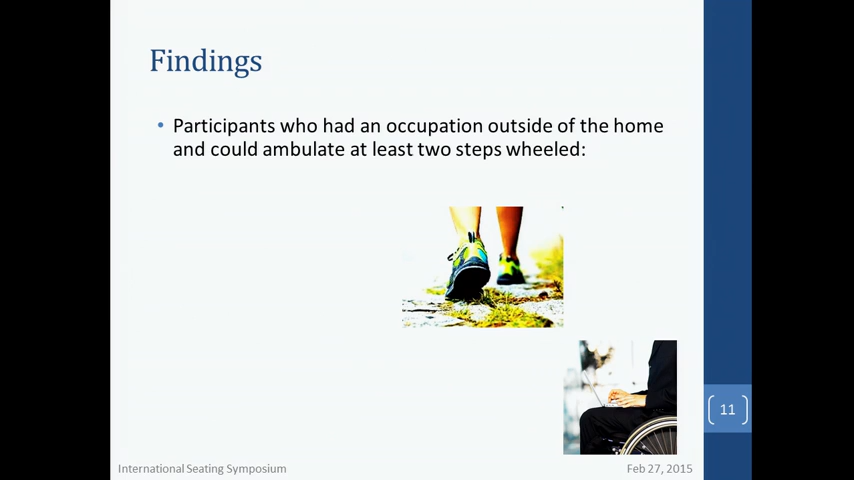 Findings
• Participants who had an occupation outside of the home
and could ambulate at least two steps wheeled:
11
International Seating Symposium
Feb 27, 2015